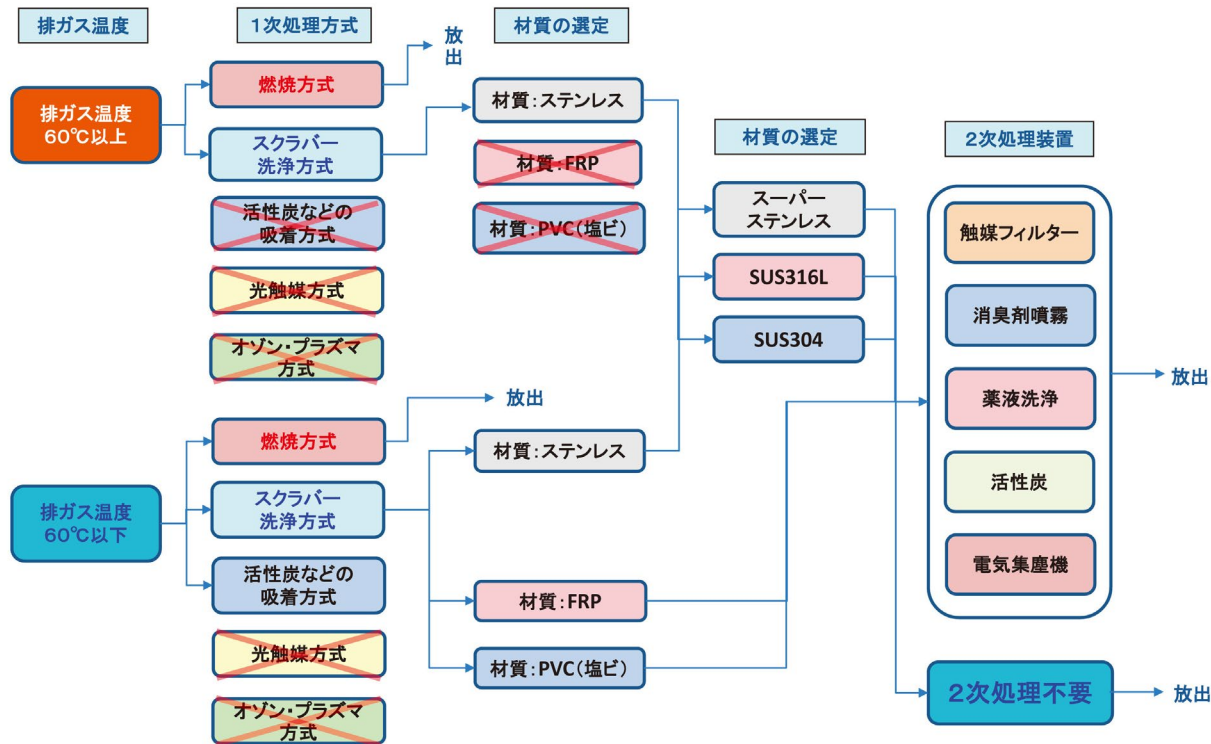 排ガス温度
1次処理方式
材質の選定
放
出
排ガス温度
60℃以上
燃焼方式
スクラバー
洗浄方式
活性炭などの
吸着方式
光触媒方式
オゾン・プラズマ
方式
材質:ステンレス
材質:FRP
材質:PVC(塩ビ)
材質の選定
スーパー
ステンレス
SUS316L
SUS304
2次処理装置
触媒フィルター
消臭剤噴霧
薬液洗浄
活性炭
電気集塵機
放出
排ガス温度
60℃以下
燃焼方式
放出
スクラバー
洗浄方式
活性炭などの
吸着方式
光触媒方式
オゾン・プラズマ
方式
材質:ステンレス
材質:FRP
材質:PVC(塩ビ)
2次処理不要
放出